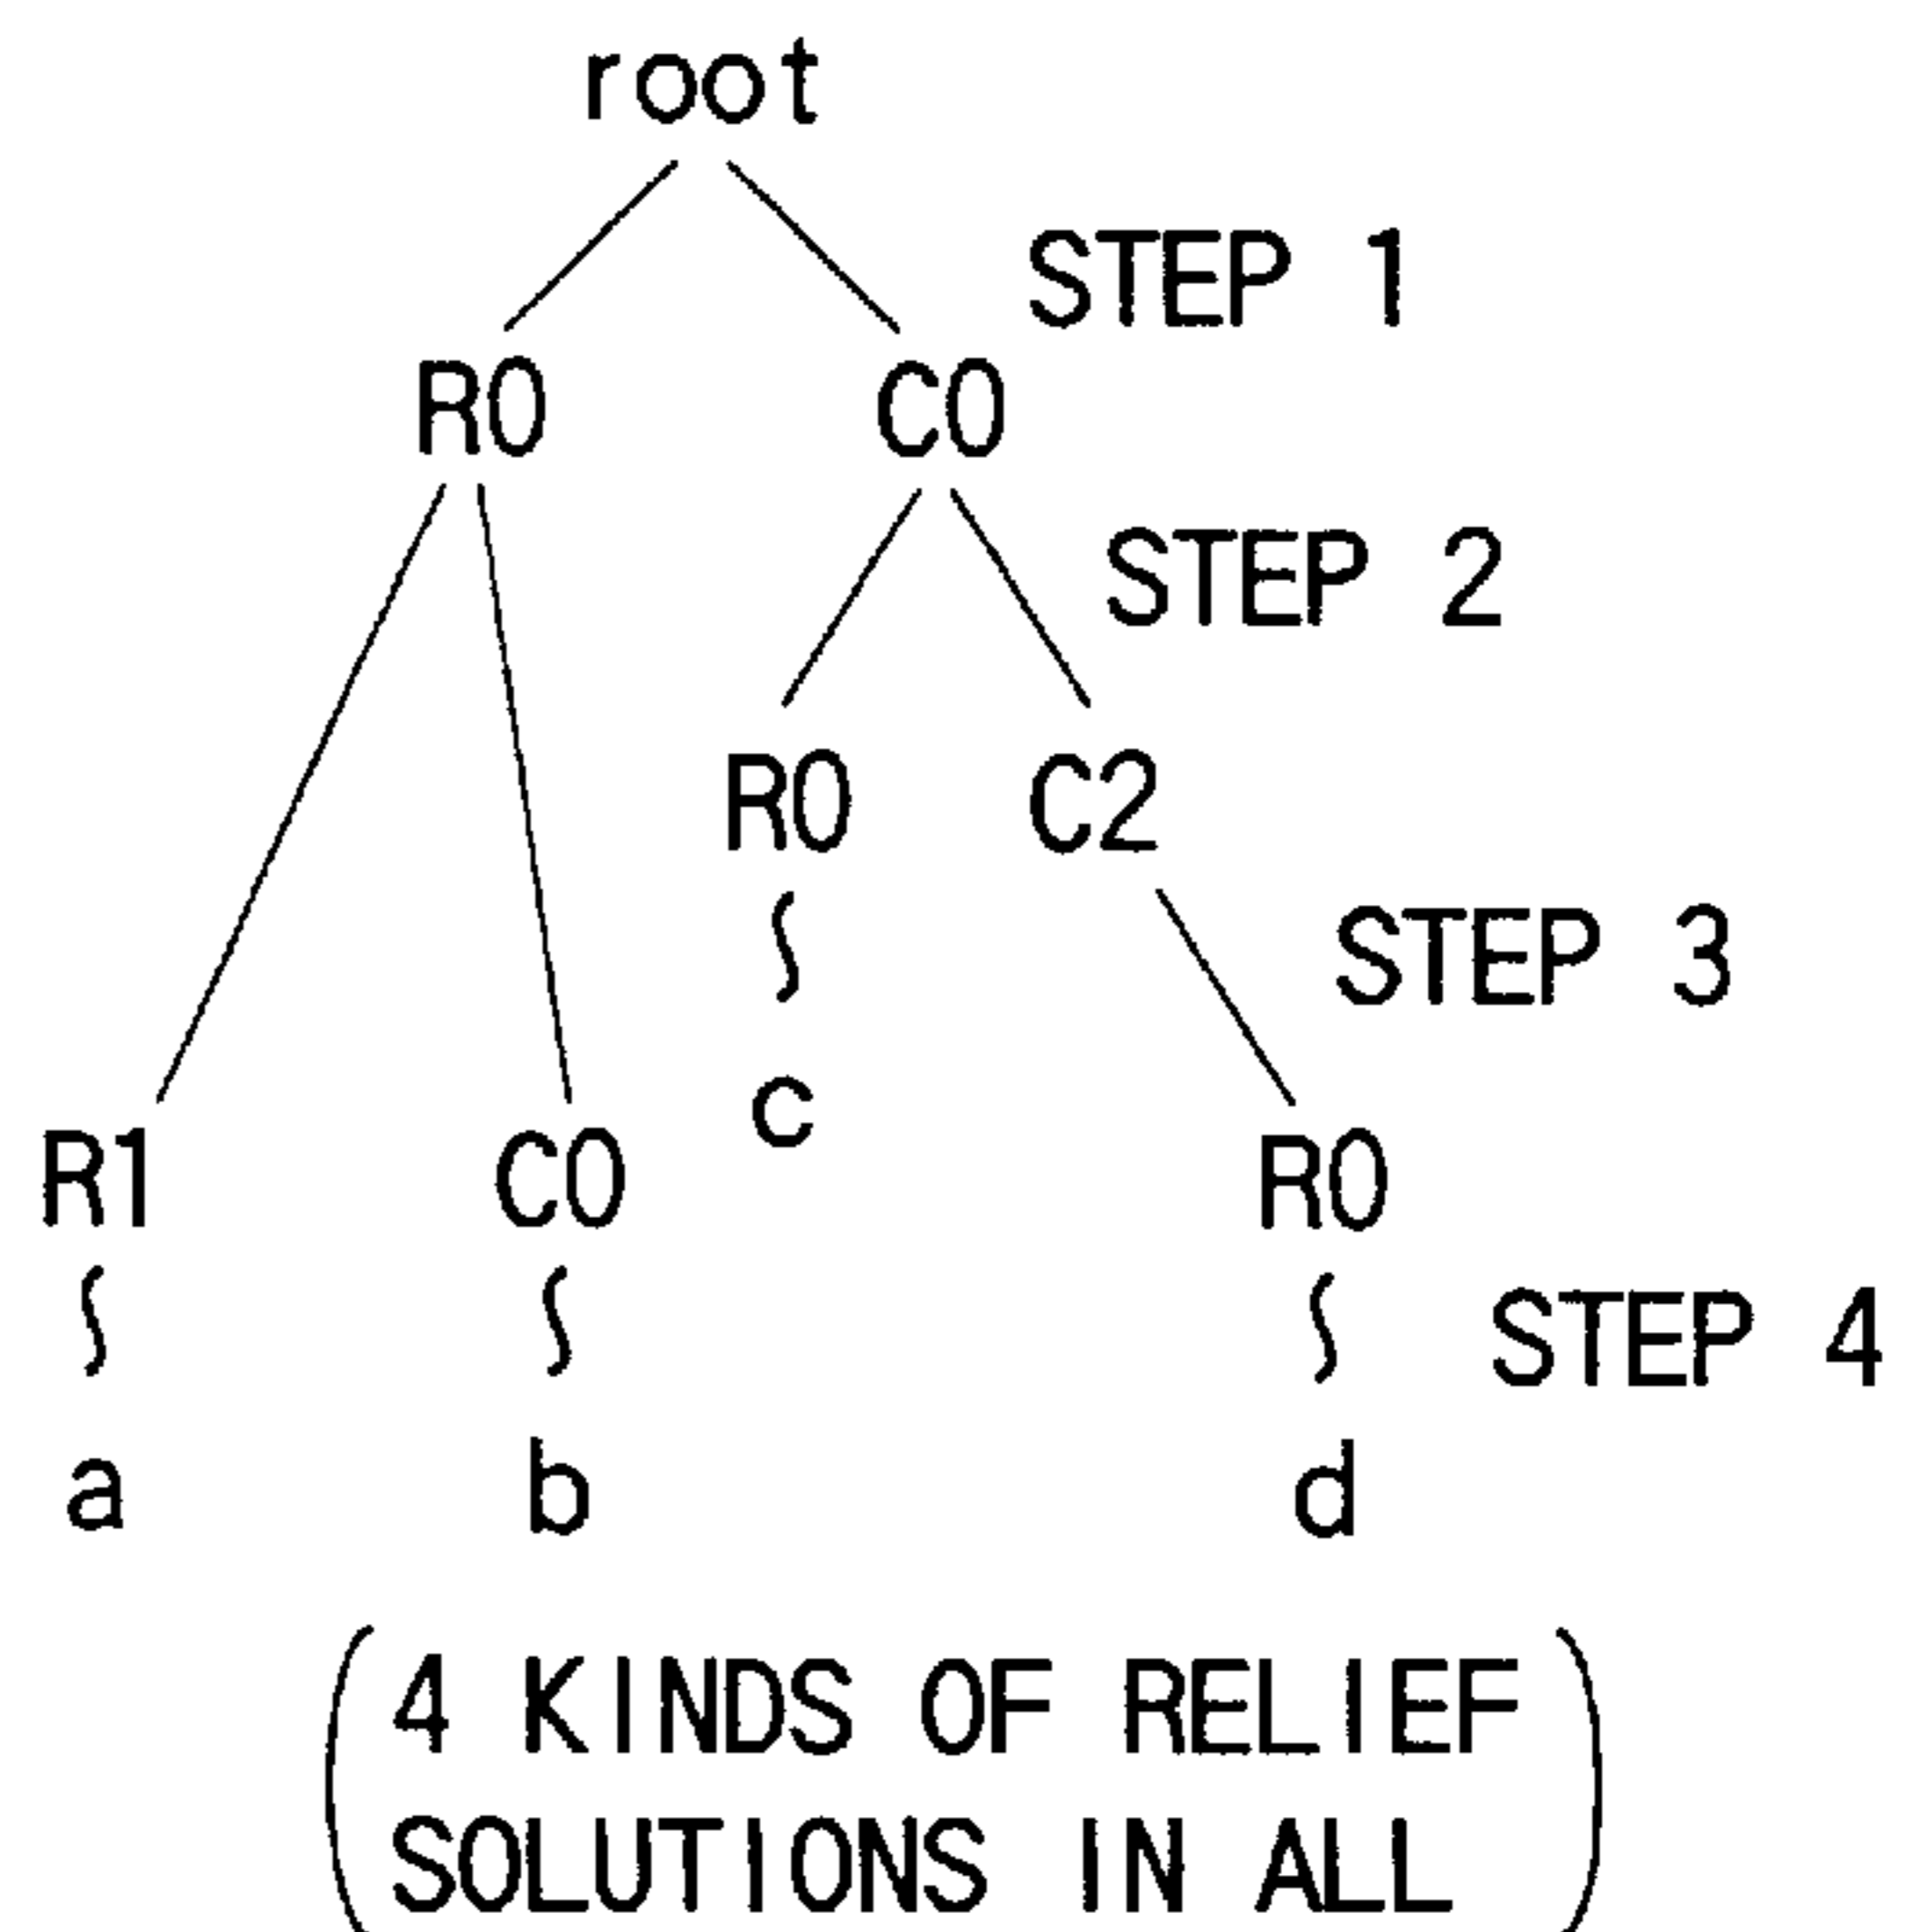 root
STEP 1
R0 C0
STEP 2
R0 C2
STEP 3
c
R1 C0 R0
STEP 4
a b d
(4 KINDS OF RELIEF
SOLUTIONS IN ALL)